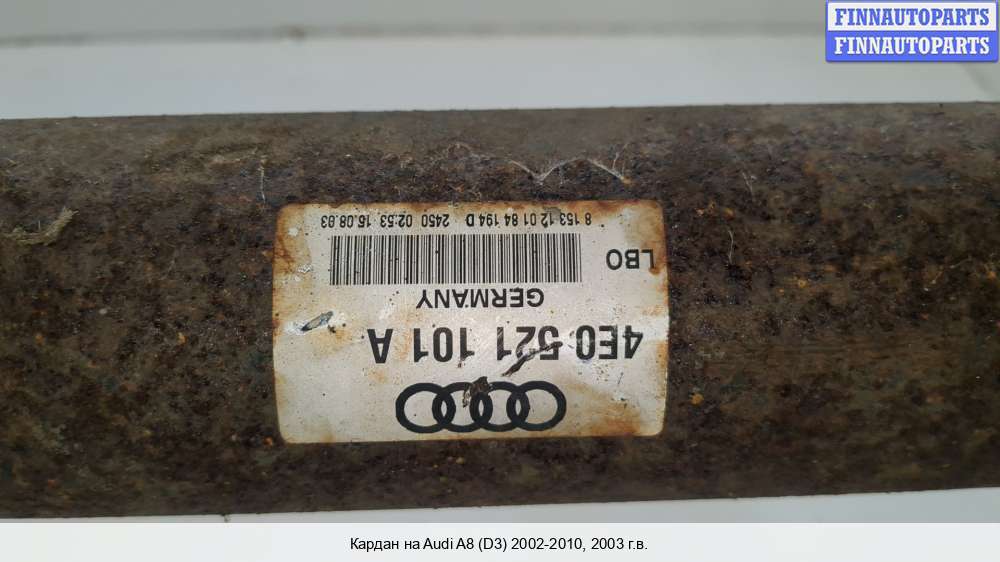 FINNAUTOPARTS
FINNAUTOPARTS
4E0 521 101 A
GERMANY
LBO
8 153 12 01 84 194 D 2450 02:53 15.08.03
Кардан на Audi A8 (D3) 2002-2010, 2003 г.в.